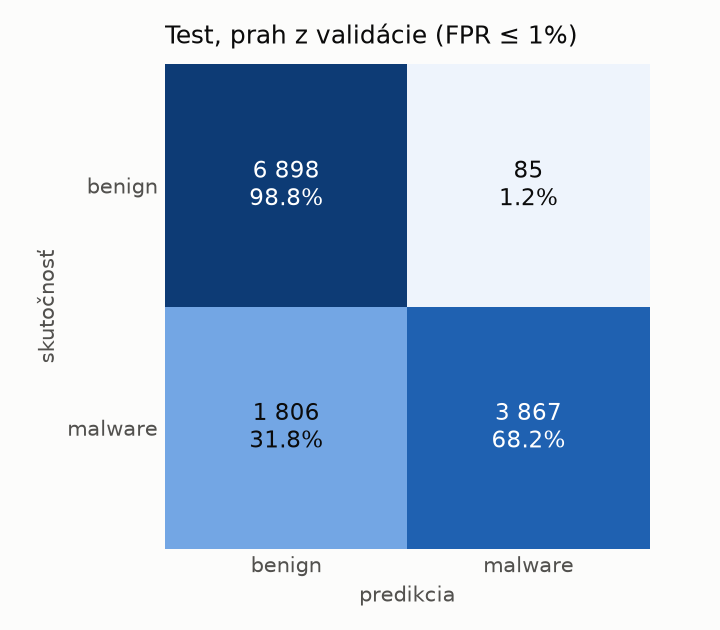 Test, prah z validácie (FPR ≤ 1%)
skutočnosť
benign
6 898
98.8%
85
1.2%
malware
1 806
31.8%
3 867
68.2%
benign
malware
predikcia